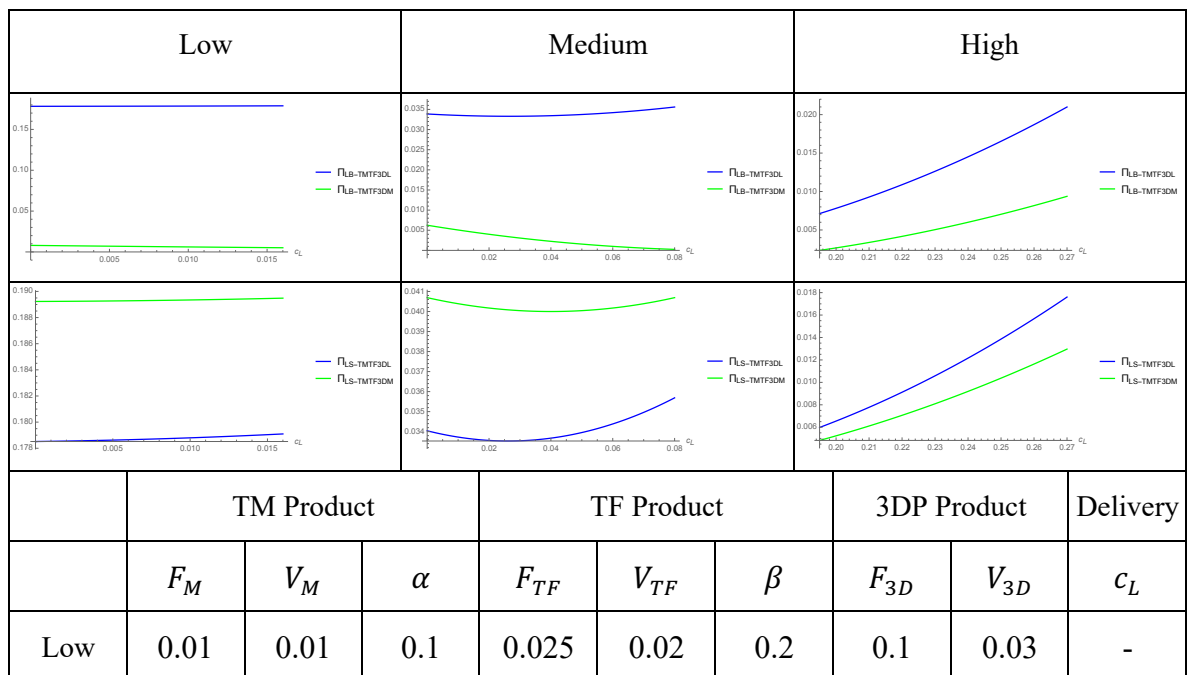 Low Medium High
0.15
0.10
0.05
0.005 0.010 0.015
c_L
Π_LB-TMTF3DL
Π_LB-TMTF3DM
0.035
0.030
0.025
0.020
0.015
0.010
0.005
0.02 0.04 0.06 0.08
c_L
Π_LB-TMTF3DL
Π_LB-TMTF3DM
0.020
0.015
0.010
0.005
0.20 0.21 0.22 0.23 0.24 0.25 0.26 0.27
c_L
Π_LB-TMTF3DL
Π_LB-TMTF3DM
0.190
0.188
0.186
0.184
0.182
0.180
0.178
0.005 0.010 0.015
c_L
Π_LS-TMTF3DL
Π_LS-TMTF3DM
0.041
0.040
0.039
0.038
0.037
0.036
0.035
0.034
0.02 0.04 0.06 0.08
c_L
Π_LS-TMTF3DL
Π_LS-TMTF3DM
0.018
0.016
0.014
0.012
0.010
0.008
0.006
0.20 0.21 0.22 0.23 0.24 0.25 0.26 0.27
c_L
Π_LS-TMTF3DL
Π_LS-TMTF3DM
TM Product TF Product 3DP Product Delivery
F_M V_M α F_TF V_TF β F_3D V_3D c_L
Low 0.01 0.01 0.1 0.025 0.02 0.2 0.1 0.03 -